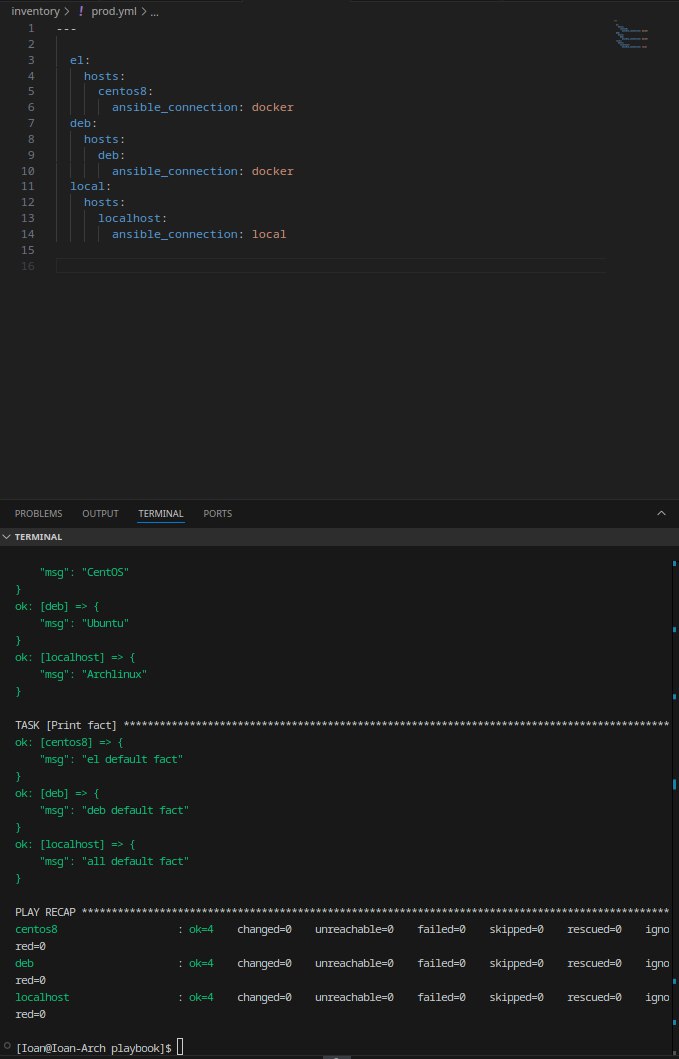 inventory > ! prod.yml > ...
1 ---
2
3 el:
4 hosts:
5 centos8:
6 ansible_connection: docker
7 deb:
8 hosts:
9 deb:
10 ansible_connection: docker
11 local:
12 hosts:
13 localhost:
14 ansible_connection: local
15
16
PROBLEMS OUTPUT TERMINAL PORTS
TERMINAL
"msg": "CentOS"
}
ok: [deb] => {
"msg": "Ubuntu"
}
ok: [localhost] => {
"msg": "Archlinux"
}
TASK [Print fact] *******************************************************************************************
ok: [centos8] => {
"msg": "el default fact"
}
ok: [deb] => {
"msg": "deb default fact"
}
ok: [localhost] => {
"msg": "all default fact"
}
PLAY RECAP **************************************************************************************************
centos8 : ok=4 changed=0 unreachable=0 failed=0 skipped=0 rescued=0 igno
red=0
deb : ok=4 changed=0 unreachable=0 failed=0 skipped=0 rescued=0 igno
red=0
localhost : ok=4 changed=0 unreachable=0 failed=0 skipped=0 rescued=0 igno
red=0
[Ioan@Ioan-Arch playbook]$